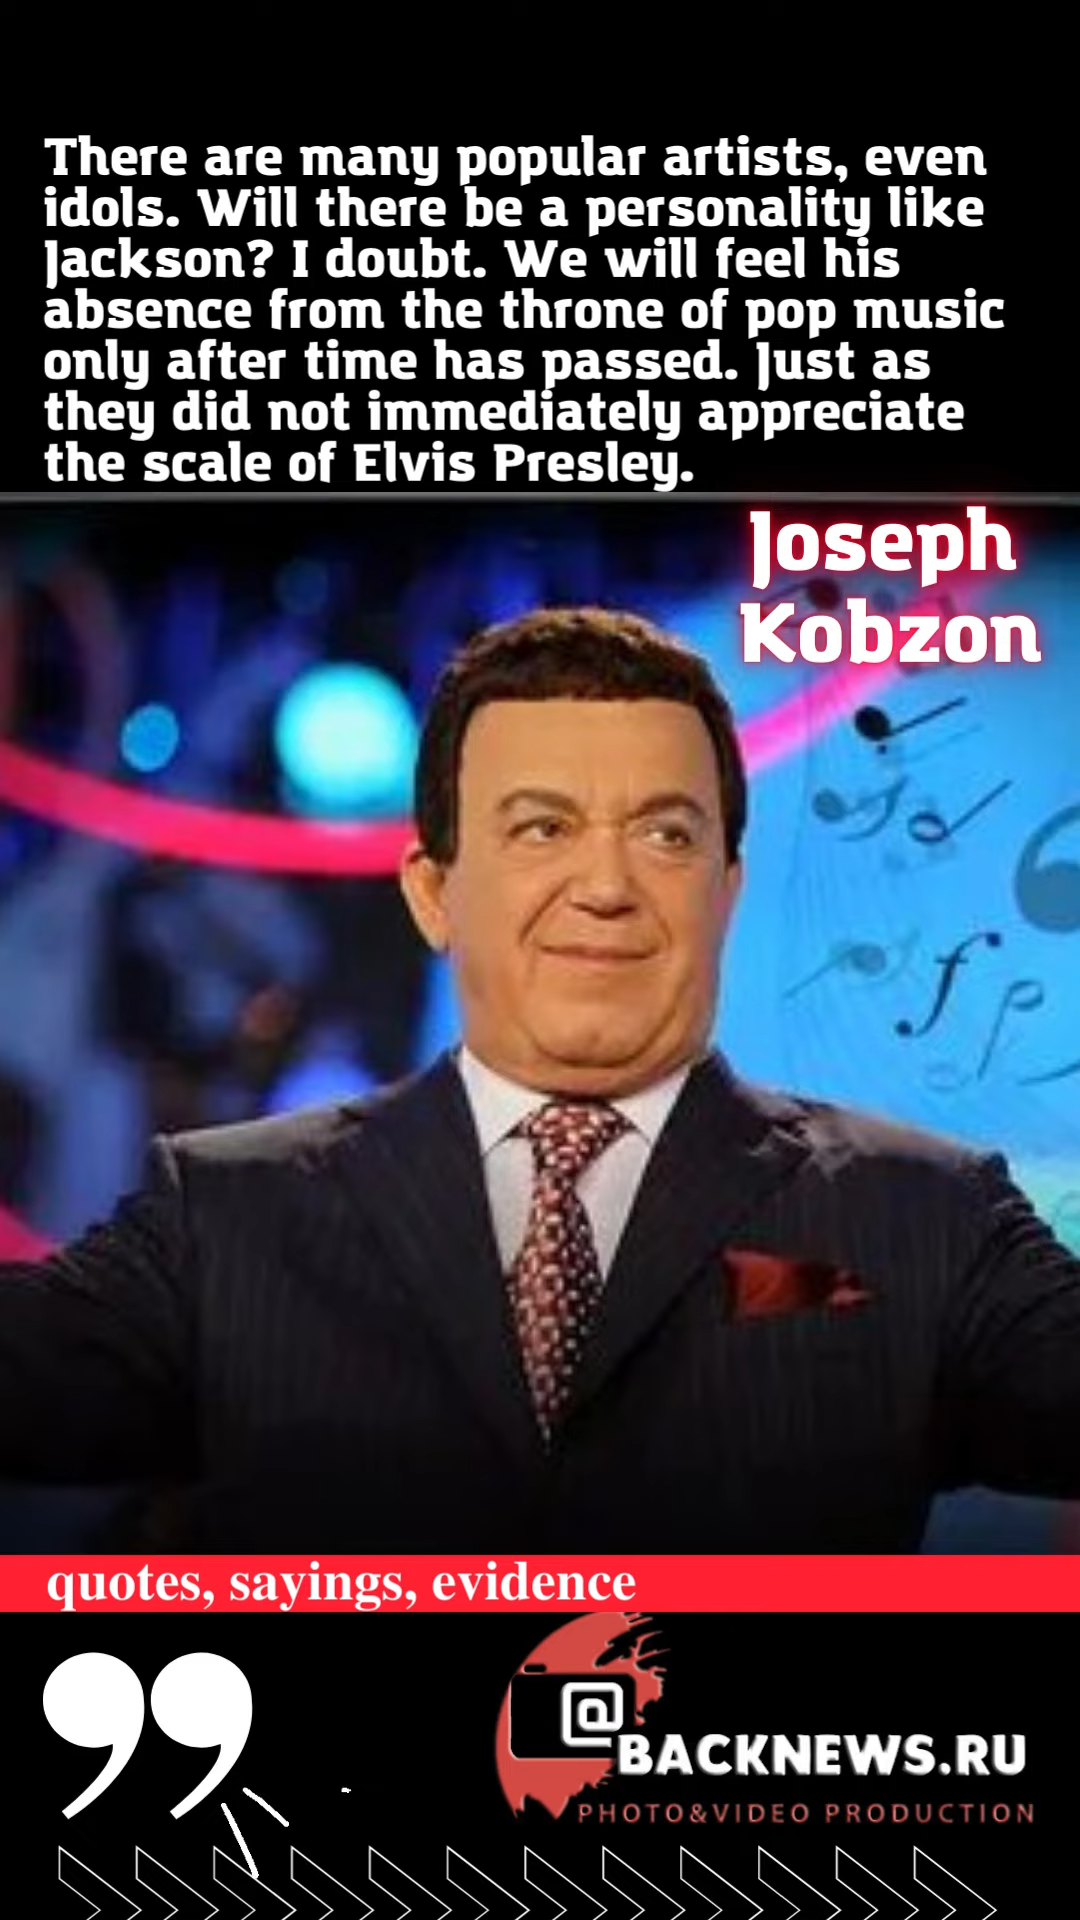 There are many popular artists, even
idols. Will there be a personality like
Jackson? I doubt. We will feel his
absence from the throne of pop music
only after time has passed. Just as
they did not immediately appreciate
the scale of Elvis Presley.
Joseph
Kobzon
quotes, sayings, evidence
@
BACKNEWS.RU
PHOTO&VIDEO PRODUCTION